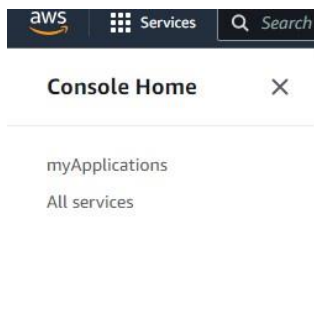 aws Services Search
Console Home
myApplications
All services